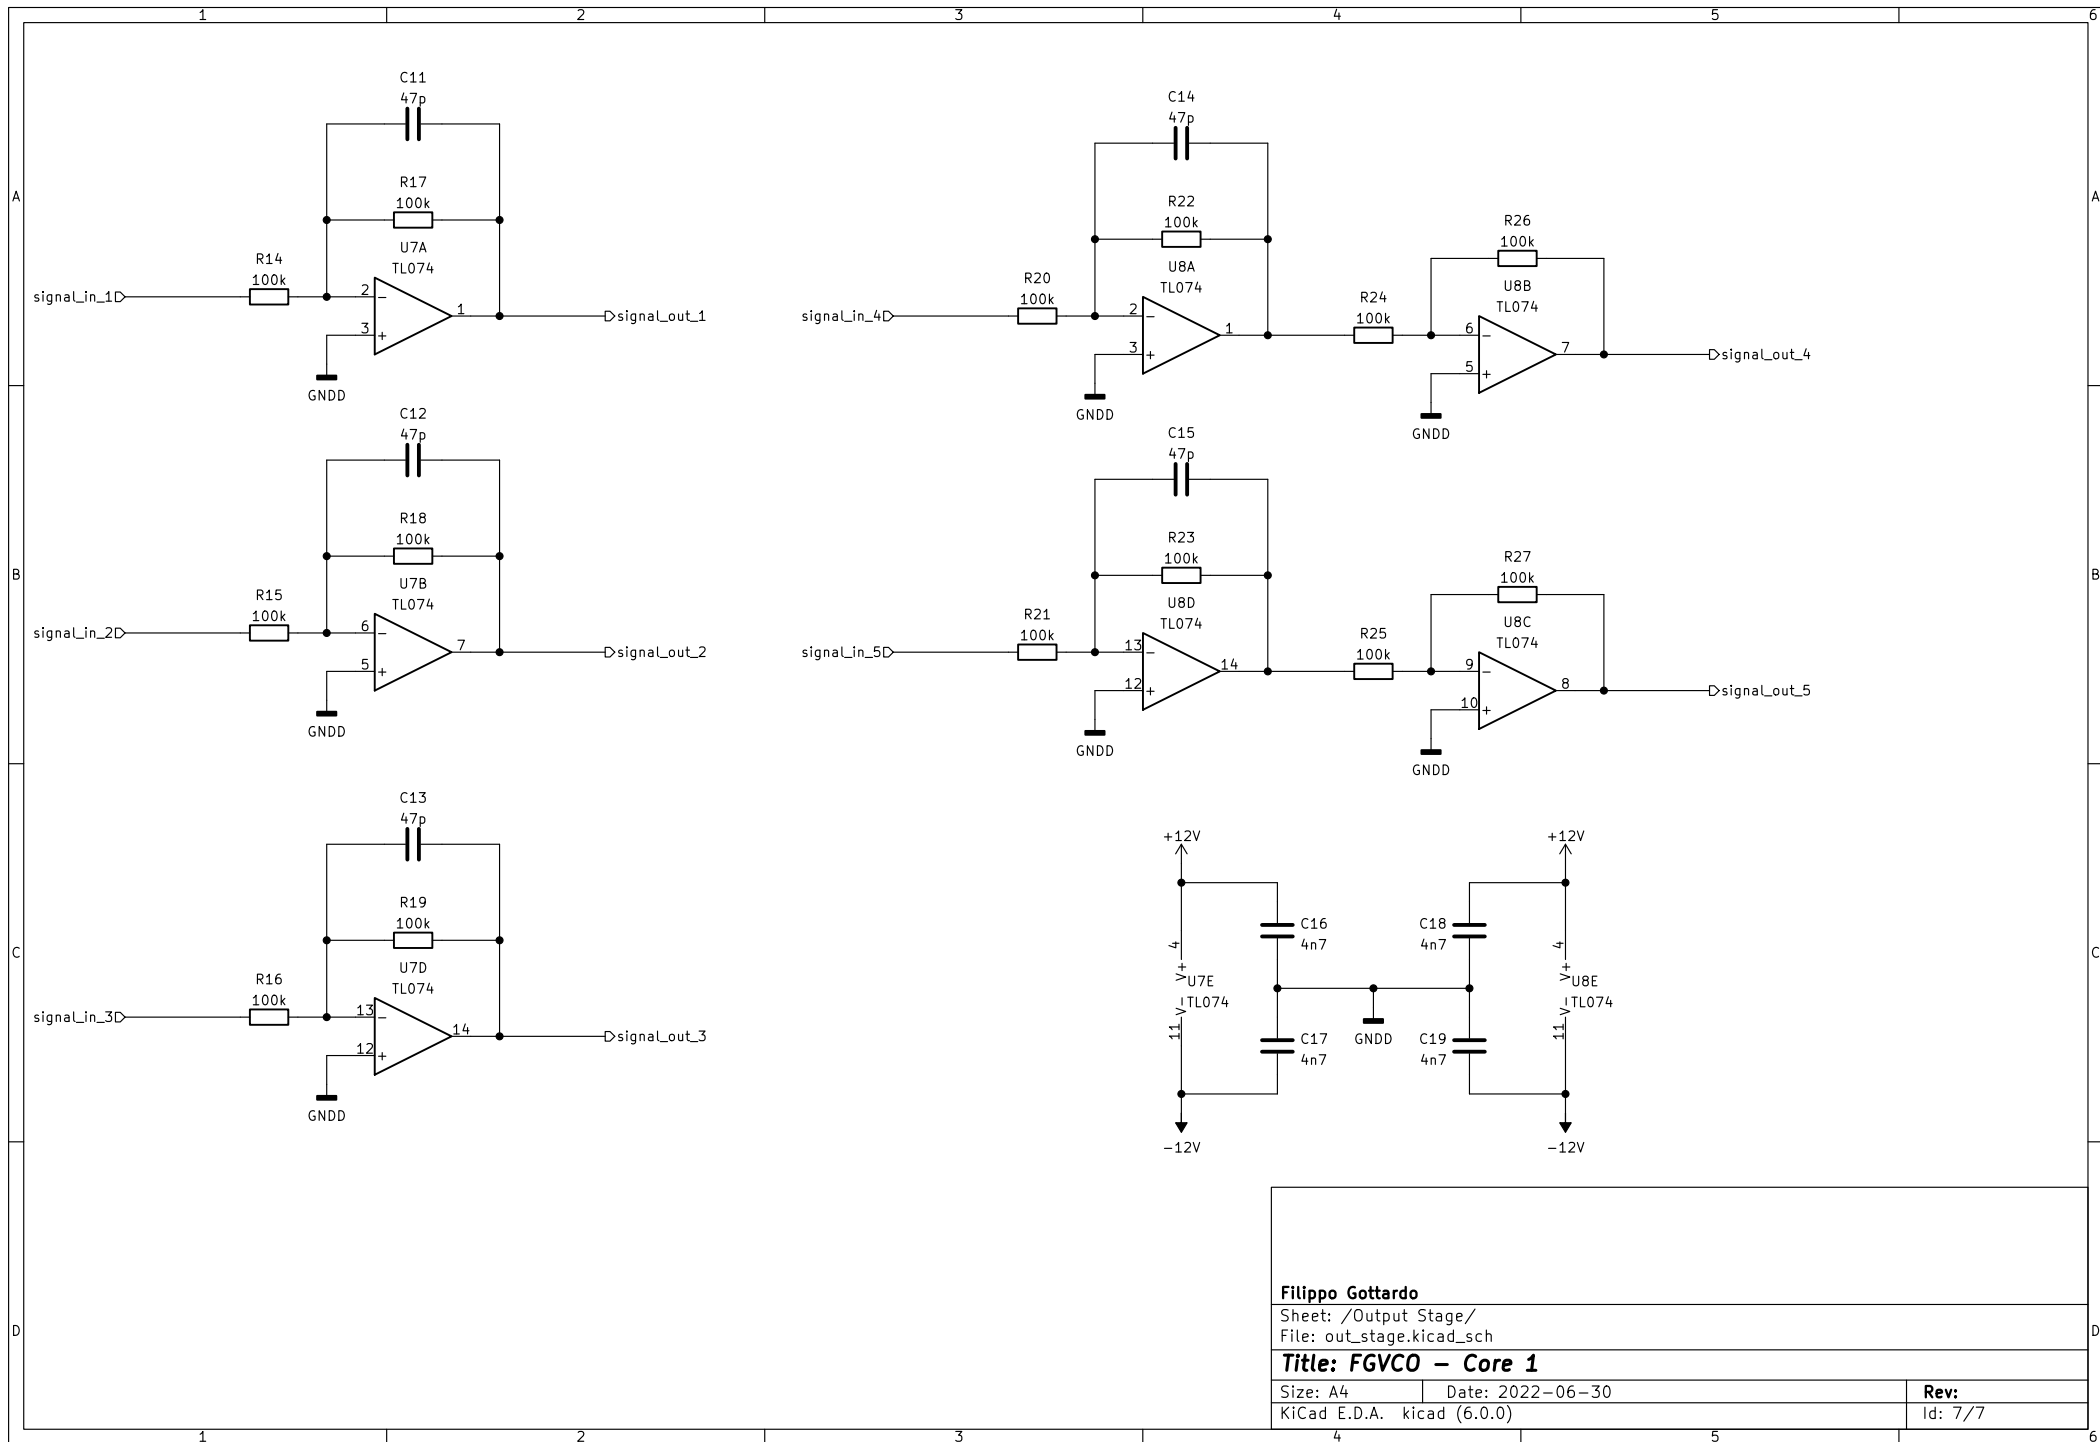 1 2 3 4 5 6
C11
47p
R17
100k
U7A
TL074
R14
100k
signal_in_1
2
−
3
+
1
signal_out_1
GNDD
C14
47p
R22
100k
U8A
TL074
R20
100k
signal_in_4
2
−
3
+
1
GNDD
R26
100k
U8B
TL074
R24
100k
6
−
5
+
7
signal_out_4
GNDD
A
A
C12
47p
R18
100k
U7B
TL074
R15
100k
signal_in_2
6
−
5
+
7
signal_out_2
GNDD
C15
47p
R23
100k
U8D
TL074
R21
100k
signal_in_5
13
−
12
+
14
GNDD
R27
100k
U8C
TL074
R25
100k
9
−
10
+
8
signal_out_5
GNDD
B
B
C13
47p
R19
100k
U7D
TL074
R16
100k
signal_in_3
13
−
12
+
14
signal_out_3
GNDD
+12V
4
V+
U7E
TL074
V−
11
−12V
C16
4n7
C17
4n7
GNDD
C18
4n7
C19
4n7
+12V
4
V+
U8E
TL074
V−
11
−12V
C
C
D
D
Filippo Gottardo
Sheet: /Output Stage/
File: out_stage.kicad_sch
Title: FGVCO − Core 1
Size: A4 Date: 2022−06−30 Rev:
KiCad E.D.A. kicad (6.0.0) Id: 7/7
1 2 3 4 5 6